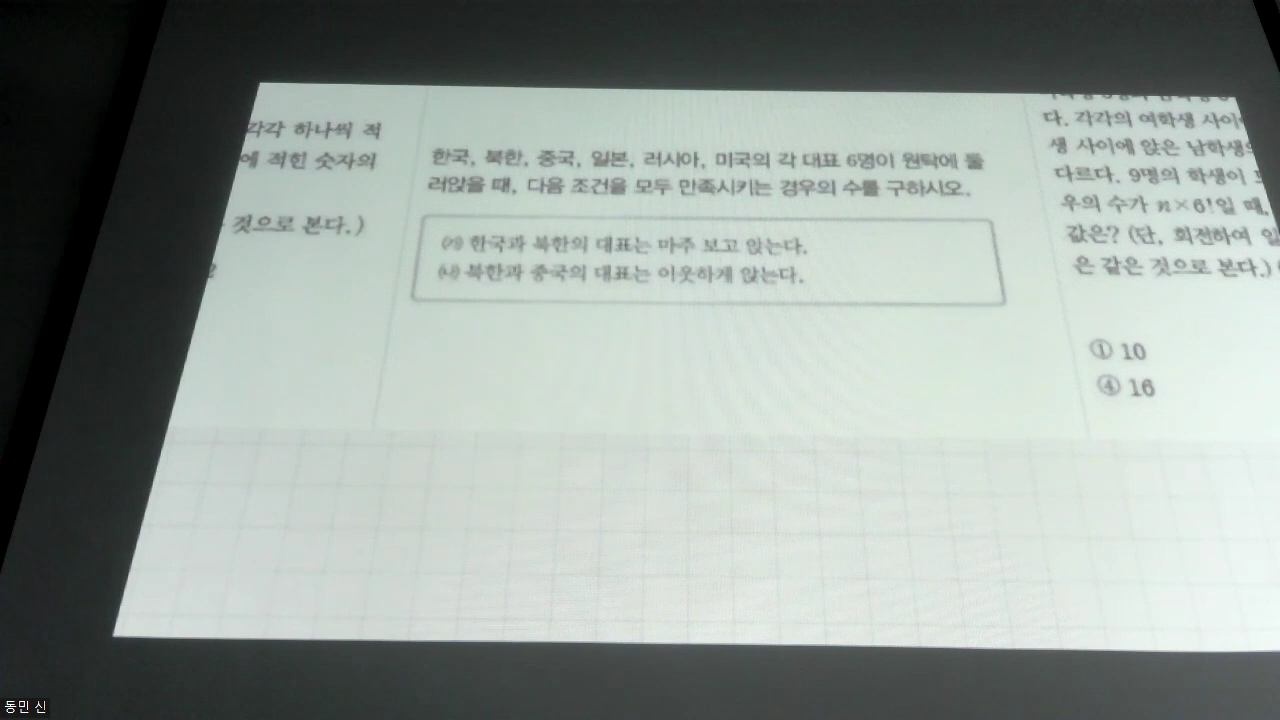 각각 하나씩 적
에 적힌 숫자의
것으로 본다.)
한국, 북한, 중국, 일본, 러시아, 미국의 각 대표 6명이 원탁에 둘
러앉을 때, 다음 조건을 모두 만족시키는 경우의 수를 구하시오.
㈎ 한국과 북한의 대표는 마주 보고 앉는다.
㈏ 북한과 중국의 대표는 이웃하게 앉는다.
다. 각각의 여학생 사이
생 사이에 앉은 남학생
다르다. 9명의 학생이
우의 수가 n×6!일 때,
값은? (단, 회전하여 일
은 같은 것으로 본다.)
① 10
④ 16
동민 신